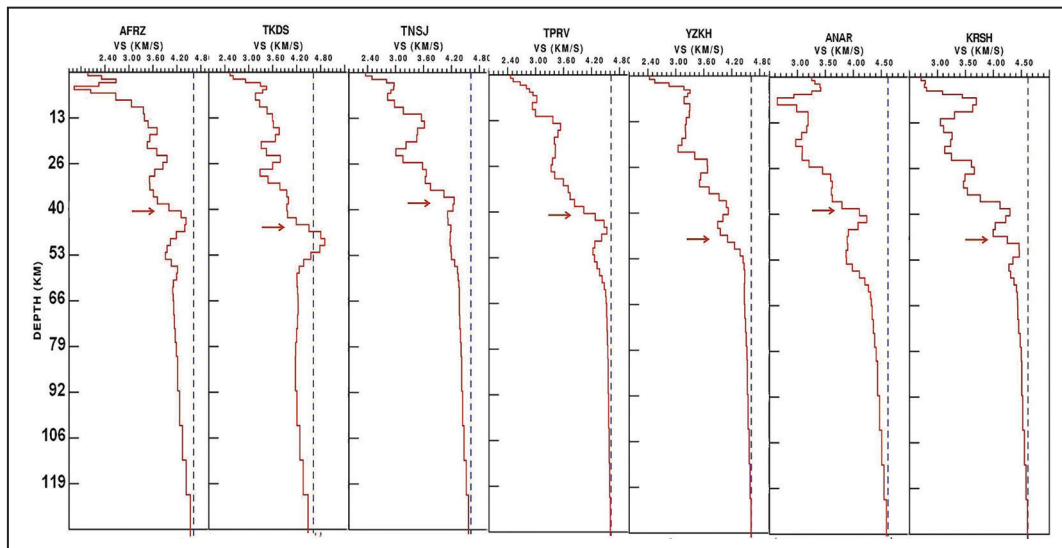 AFRZ
VS (KM/S)
2.40 3.00 3.60 4.20 4.80
TKDS
VS (KM/S)
2.40 3.00 3.60 4.20 4.80
TNSJ
VS (KM/S)
2.40 3.00 3.60 4.20 4.80
TPRV
VS (KM/S)
2.40 3.00 3.60 4.20
YZKH
VS (KM/S)
2.40 3.00 3.60 4.20 4.80
ANAR
VS (KM/S)
3.00 3.50 4.00 4.50
KRSH
VS (KM/S)
3.00 3.50 4.00 4.50
DEPTH (KM)
13
26
40
53
66
79
92
106
119